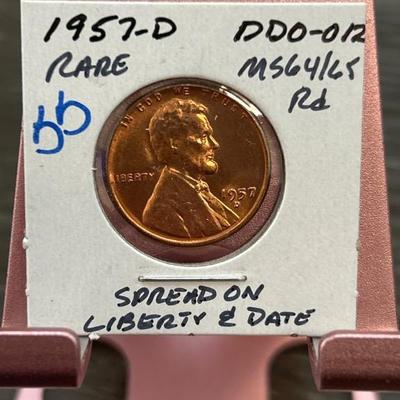 1957-D DDO-012
RARE MS64/65
55 Rd
IN GOD WE TRUST
LIBERTY
1957
D
SPREAD ON
LIBERTY & DATE